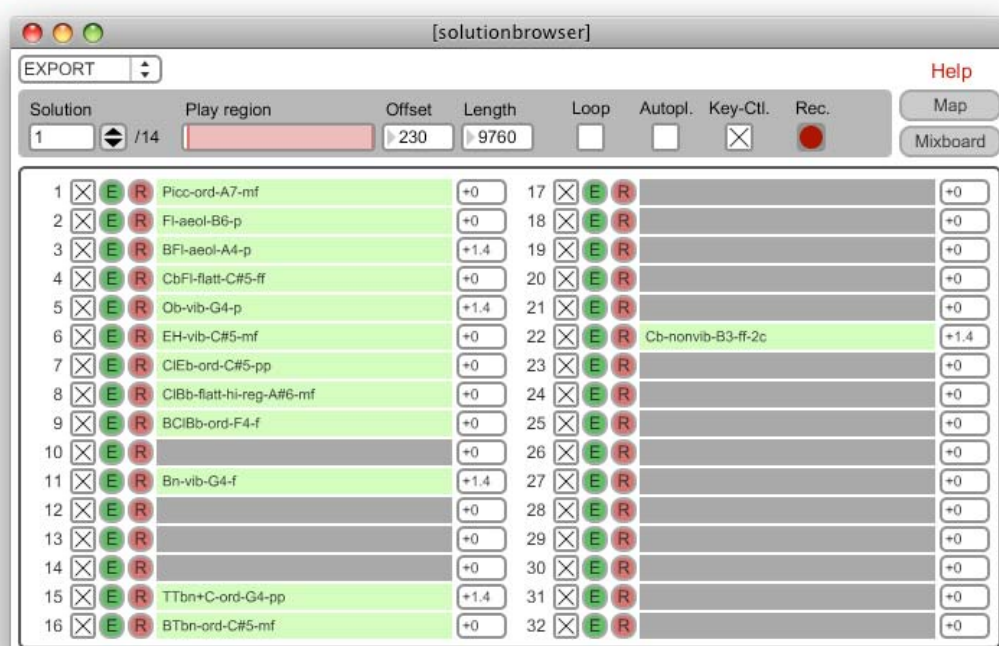 [solutionbrowser]
EXPORT
Help
Solution Play region Offset Length Loop Autopl. Key-Ctl. Rec. Map
1 /14 230 9760 Mixboard
1 E R Picc-ord-A7-mf +0 17 E R +0
2 E R Fl-aeol-B6-p +0 18 E R +0
3 E R BFl-aeol-A4-p +1.4 19 E R +0
4 E R CbFl-flatt-C#5-ff +0 20 E R +0
5 E R Ob-vib-G4-p +1.4 21 E R +0
6 E R EH-vib-C#5-mf +0 22 E R Cb-nonvib-B3-ff-2c +1.4
7 E R ClEb-ord-C#5-pp +0 23 E R +0
8 E R ClBb-flatt-hi-reg-A#6-mf +0 24 E R +0
9 E R BClBb-ord-F4-f +0 25 E R +0
10 E R +0 26 E R +0
11 E R Bn-vib-G4-f +1.4 27 E R +0
12 E R +0 28 E R +0
13 E R +0 29 E R +0
14 E R +0 30 E R +0
15 E R TTbn+C-ord-G4-pp +1.4 31 E R +0
16 E R BTbn-ord-C#5-mf +0 32 E R +0